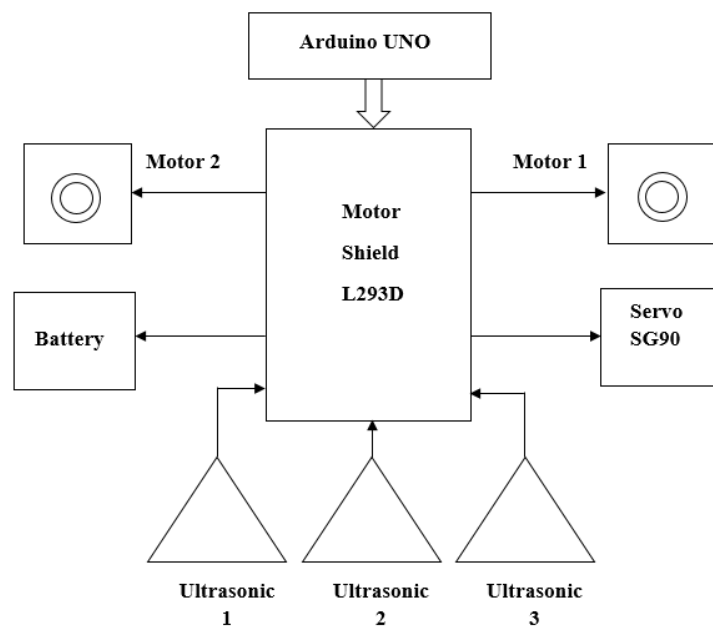 Arduino UNO
Motor 2
Motor 1
Motor
Shield
L293D
Battery
Servo
SG90
Ultrasonic
1
Ultrasonic
2
Ultrasonic
3